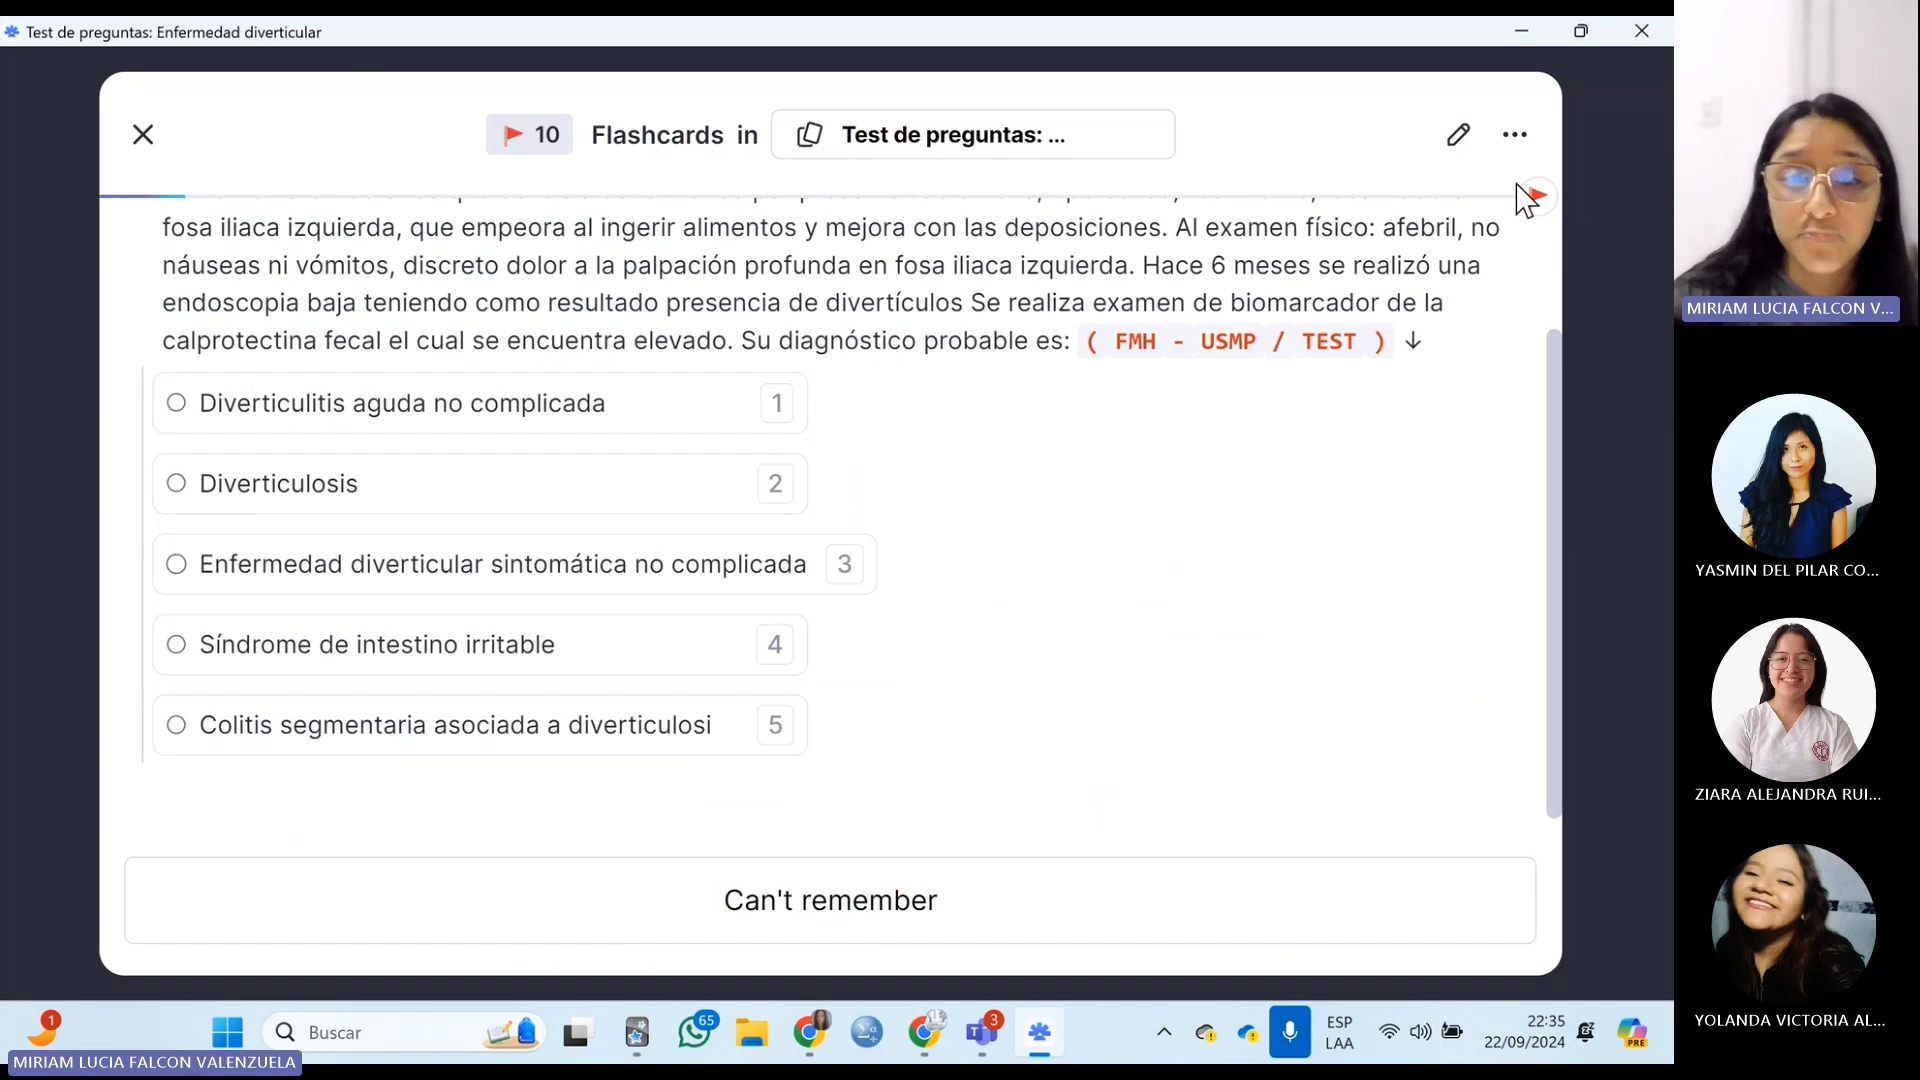 Test de preguntas: Enfermedad diverticular
10 Flashcards in Test de preguntas: ...
fosa iliaca izquierda, que empeora al ingerir alimentos y mejora con las deposiciones. Al examen físico: afebril, no
náuseas ni vómitos, discreto dolor a la palpación profunda en fosa iliaca izquierda. Hace 6 meses se realizó una
endoscopia baja teniendo como resultado presencia de divertículos Se realiza examen de biomarcador de la
calprotectina fecal el cual se encuentra elevado. Su diagnóstico probable es: ( FMH - USMP / TEST ) ↓
Diverticulitis aguda no complicada 1
Diverticulosis 2
Enfermedad diverticular sintomática no complicada 3
Síndrome de intestino irritable 4
Colitis segmentaria asociada a diverticulosi 5
Can't remember
MIRIAM LUCIA FALCON V...
YASMIN DEL PILAR CO...
ZIARA ALEJANDRA RUI...
YOLANDA VICTORIA AL...
1
Buscar
65
3
ESP
LAA
22:35
22/09/2024
PRE
MIRIAM LUCIA FALCON VALENZUELA